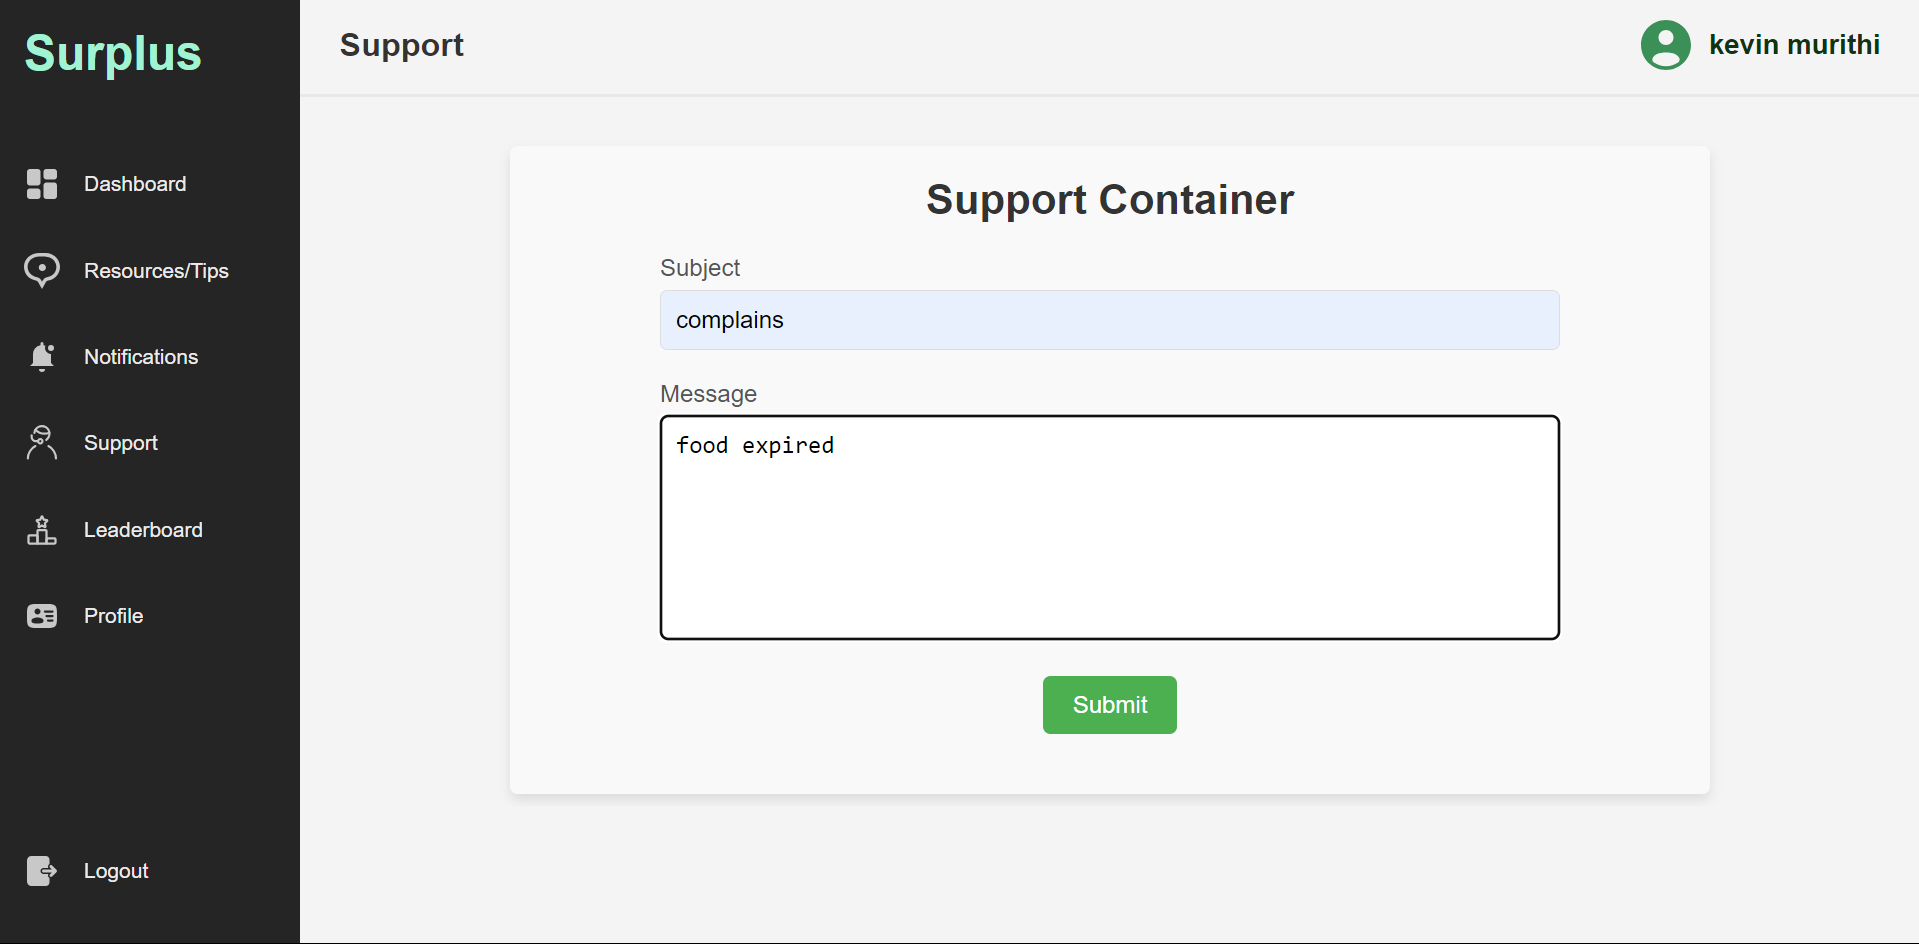 Surplus
Dashboard
Resources/Tips
Notifications
Support
Leaderboard
Profile
Logout
Support
kevin murithi
Support Container
Subject
complains
Message
food expired
Submit